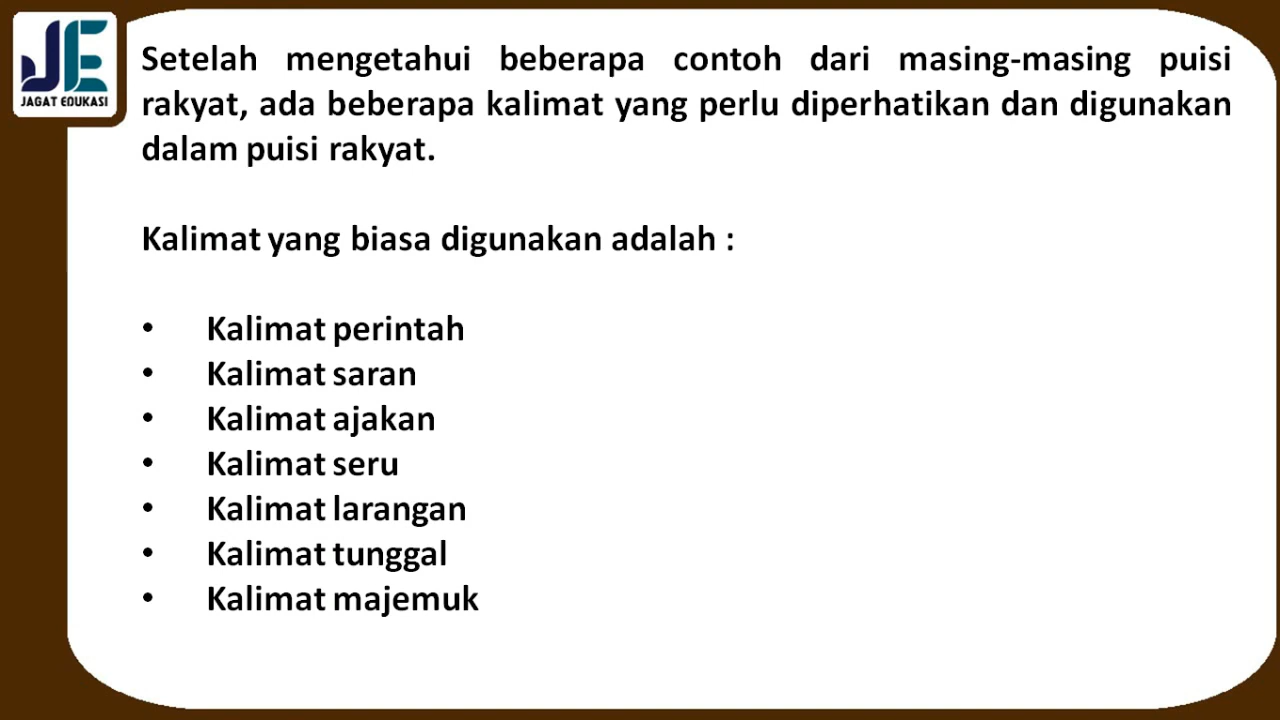 JE
JAGAT EDUKASI
Setelah mengetahui beberapa contoh dari masing-masing puisi
rakyat, ada beberapa kalimat yang perlu diperhatikan dan digunakan
dalam puisi rakyat.
Kalimat yang biasa digunakan adalah :
• Kalimat perintah
• Kalimat saran
• Kalimat ajakan
• Kalimat seru
• Kalimat larangan
• Kalimat tunggal
• Kalimat majemuk